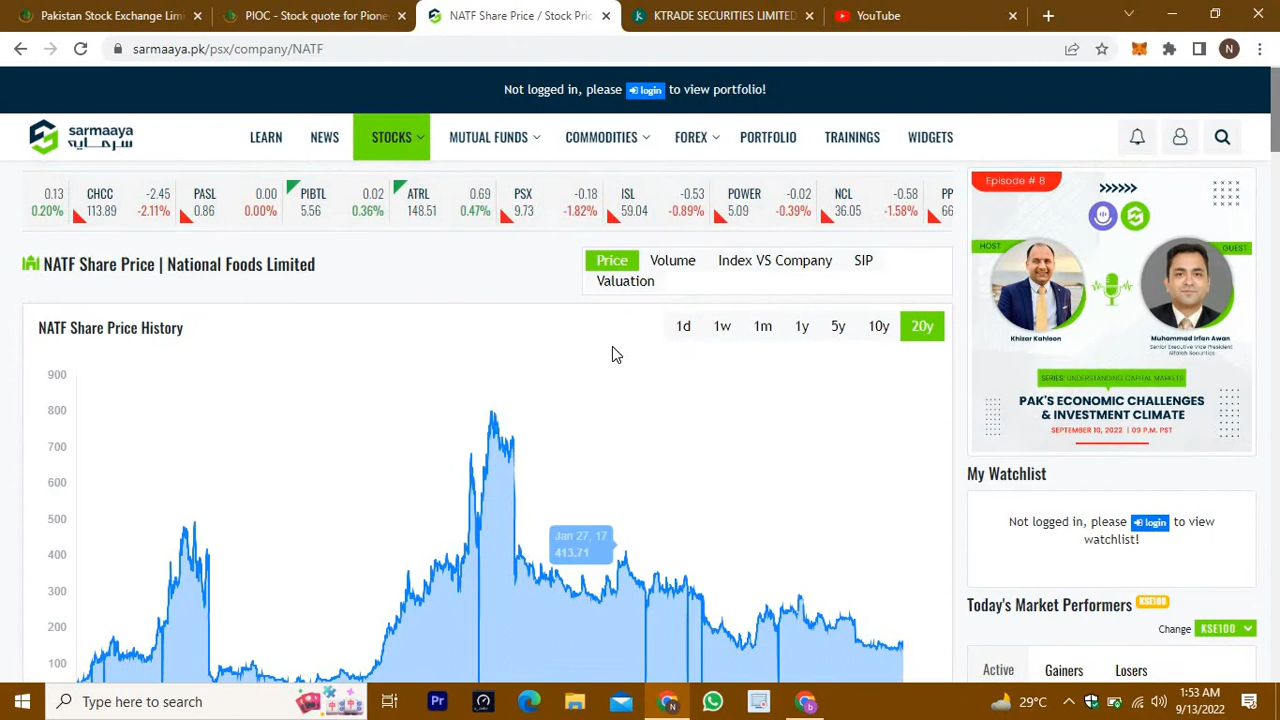 Pakistan Stock Exchange Limi
PIOC - Stock quote for Pione
NATF Share Price / Stock Pric
KTRADE SECURITIES LIMITED
YouTube
sarmaaya.pk/psx/company/NATF
N
Not logged in, please login to view portfolio!
sarmaaya
سرمایه
LEARN
NEWS
STOCKS
MUTUAL FUNDS
COMMODITIES
FOREX
PORTFOLIO
TRAININGS
WIDGETS
0.13 CHCC -2.45 PASL 0.00 PIBTL 0.02 ATRL 0.69 PSX -0.18 ISL -0.53 POWER -0.02 NCL -0.58 PP
0.20% 113.89 -2.11% 0.86 0.00% 5.56 0.36% 148.51 0.47% 9.73 -1.82% 59.04 -0.89% 5.09 -0.39% 36.05 -1.58% 66
NATF Share Price | National Foods Limited
Price Volume Index VS Company SIP
Valuation
NATF Share Price History
1d 1w 1m 1y 5y 10y 20y
900
800
700
600
500
400
300
200
100
Jan 27, 17
413.71
Episode # 8
HOST
GUEST
Khizar Kahloon
Muhammad Irfan Awan
Senior Executive Vice President
Alfalah Securities
SERIES: UNDERSTANDING CAPITAL MARKETS
PAK'S ECONOMIC CHALLENGES
& INVESTMENT CLIMATE
SEPTEMBER 10, 2022 | 09 P.M. PST
My Watchlist
Not logged in, please login to view
watchlist!
Today's Market Performers KSE100
Change KSE100
Active Gainers Losers
Type here to search
Pr
N
b
29°C
1:53 AM
9/13/2022